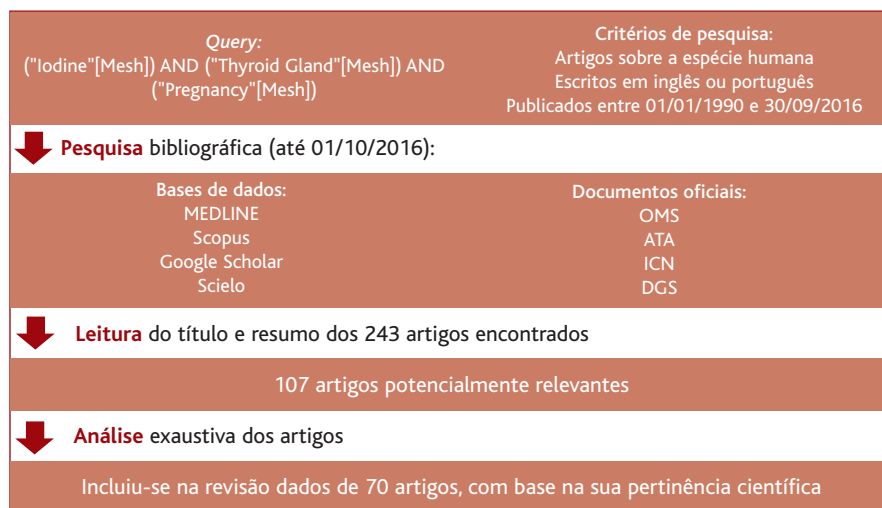 Query:
("Iodine"[Mesh]) AND ("Thyroid Gland"[Mesh]) AND
("Pregnancy"[Mesh])
Critérios de pesquisa:
Artigos sobre a espécie humana
Escritos em inglês ou português
Publicados entre 01/01/1990 e 30/09/2016
Pesquisa bibliográfica (até 01/10/2016):
Bases de dados:
MEDLINE
Scopus
Google Scholar
Scielo
Documentos oficiais:
OMS
ATA
ICN
DGS
Leitura do título e resumo dos 243 artigos encontrados
107 artigos potencialmente relevantes
Análise exaustiva dos artigos
Incluiu-se na revisão dados de 70 artigos, com base na sua pertinência científica